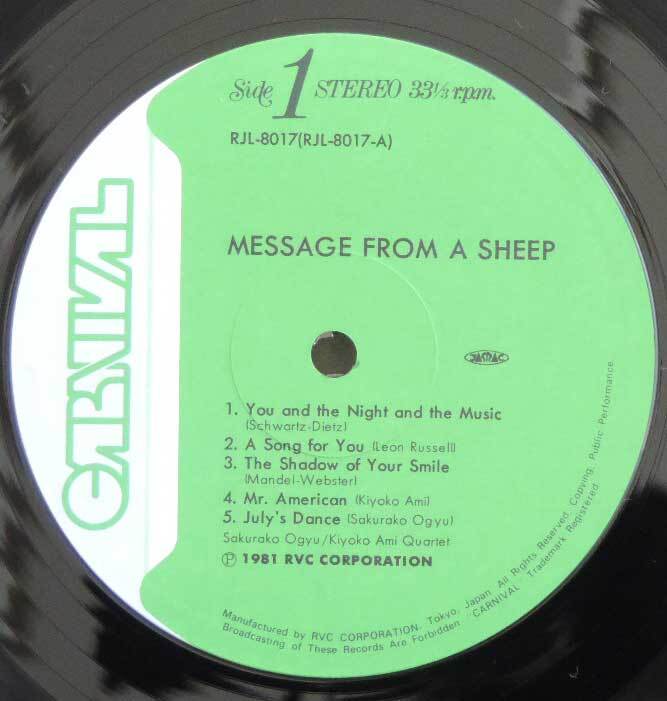 Side 1 STEREO 33 1/3 r.p.m.
RJL-8017(RJL-8017-A)
MESSAGE FROM A SHEEP
CARNIVAL
JASRAC
1. You and the Night and the Music
(Schwartz-Dietz)
2. A Song for You (Leon Russell)
3. The Shadow of Your Smile
(Mandel-Webster)
4. Mr. American (Kiyoko Ami)
5. July's Dance (Sakurako Ogyu)
Sakurako Ogyu/Kiyoko Ami Quartet
Ⓟ 1981 RVC CORPORATION
Manufactured by RVC CORPORATION. Tokyo, Japan. All Rights Reserved. Copying, Public Performance,
Broadcasting of These Records Are Forbidden. CARNIVAL Trademark Registered.